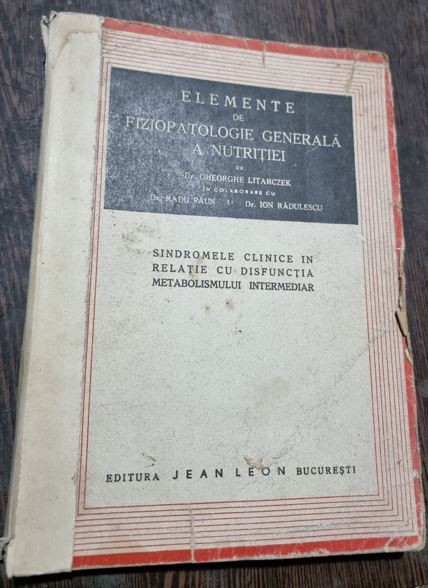 ELEMENTE
DE
FIZIOPATOLOGIE GENERALĂ
A NUTRIȚIEI
DE
Dr. GHEORGHE LITARCZEK
IN COLABORARE CU
Dr. RADU PĂUN ȘI Dr. ION RĂDULESCU
SINDROMELE CLINICE IN
RELAȚIE CU DISFUNCȚIA
METABOLISMULUI INTERMEDIAR
EDITURA JEAN LEON BUCUREȘTI